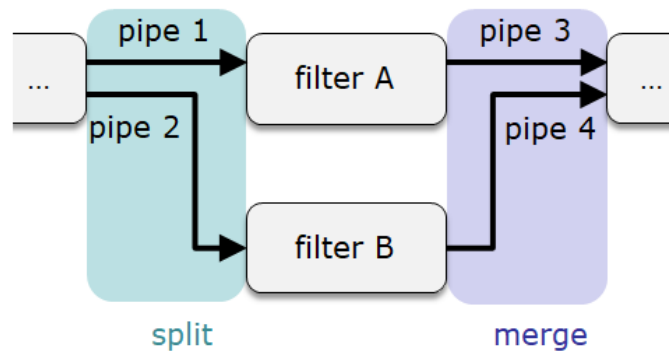 pipe 1
pipe 3
...
filter A
...
pipe 2
pipe 4
filter B
split
merge